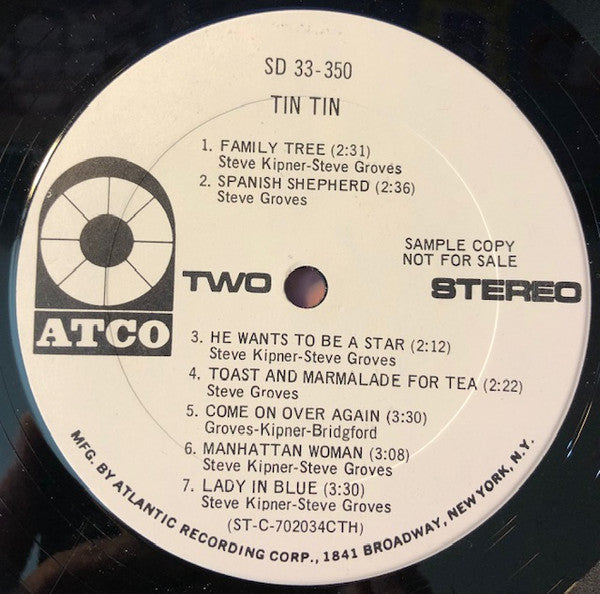 SD 33-350
TIN TIN
1. FAMILY TREE (2:31)
Steve Kipner-Steve Groves
2. SPANISH SHEPHERD (2:36)
Steve Groves
SAMPLE COPY
NOT FOR SALE
TWO
STEREO
ATCO
3. HE WANTS TO BE A STAR (2:12)
Steve Kipner-Steve Groves
4. TOAST AND MARMALADE FOR TEA (2:22)
Steve Groves
5. COME ON OVER AGAIN (3:30)
Groves-Kipner-Bridgford
6. MANHATTAN WOMAN (3:08)
Steve Kipner-Steve Groves
7. LADY IN BLUE (3:30)
Steve Kipner-Steve Groves
(ST-C-702034CTH)
MFG. BY ATLANTIC RECORDING CORP., 1841 BROADWAY, NEW YORK, N.Y.